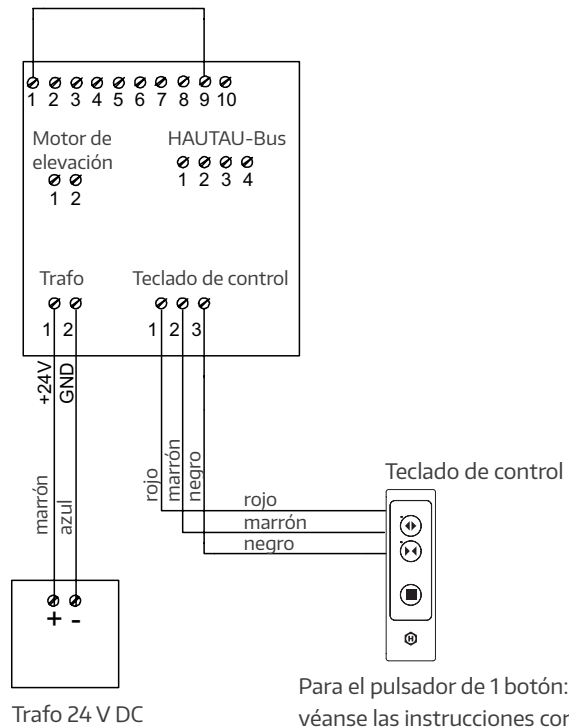 1 2 3 4 5 6 7 8 9 10
Motor de
elevación
1 2
HAUTAU-Bus
1 2 3 4
Trafo
1 2
Teclado de control
1 2 3
+24V
GND
marrón
azul
rojo
marrón
negro
rojo
marrón
negro
Teclado de control
H
+ -
Trafo 24 V DC
Para el pulsador de 1 botón:
véanse las instrucciones con